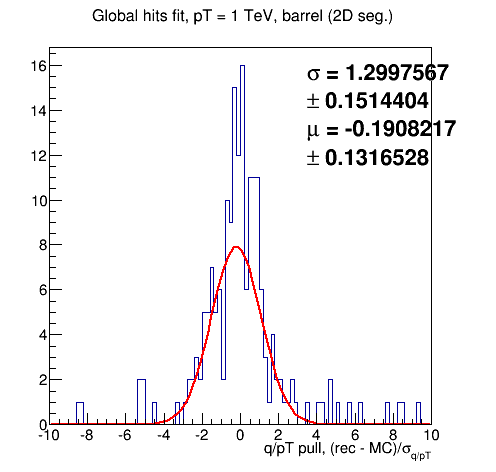 Global hits fit, pT = 1 TeV, barrel (2D seg.)
σ = 1.2997567
± 0.1514404
μ = -0.1908217
± 0.1316528
16
14
12
10
8
6
4
2
0
-10 -8 -6 -4 -2 0 2 4 6 8 10
q/pT pull, (rec - MC)/σq/pT